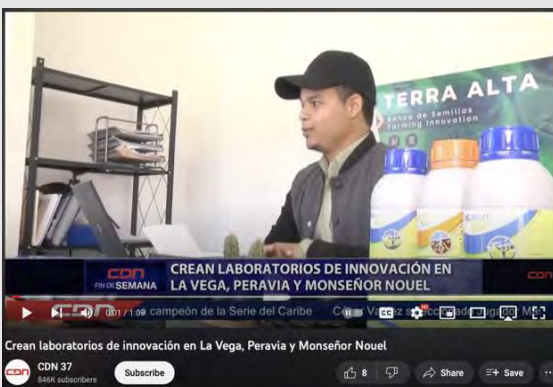 TERRA ALTA
Banco de Semillas
Farming Innovation
CDN
FIN DE SEMANA
CREAN LABORATORIOS DE INNOVACIÓN EN
LA VEGA, PERAVIA Y MONSEÑOR NOUEL
CDN
0:01 / 1:09
campeón de la Serie del Caribe
Crean laboratorios de innovación en La Vega, Peravia y Monseñor Nouel
CDN
CDN 37
846K subscribers
Subscribe
8
Share
Save